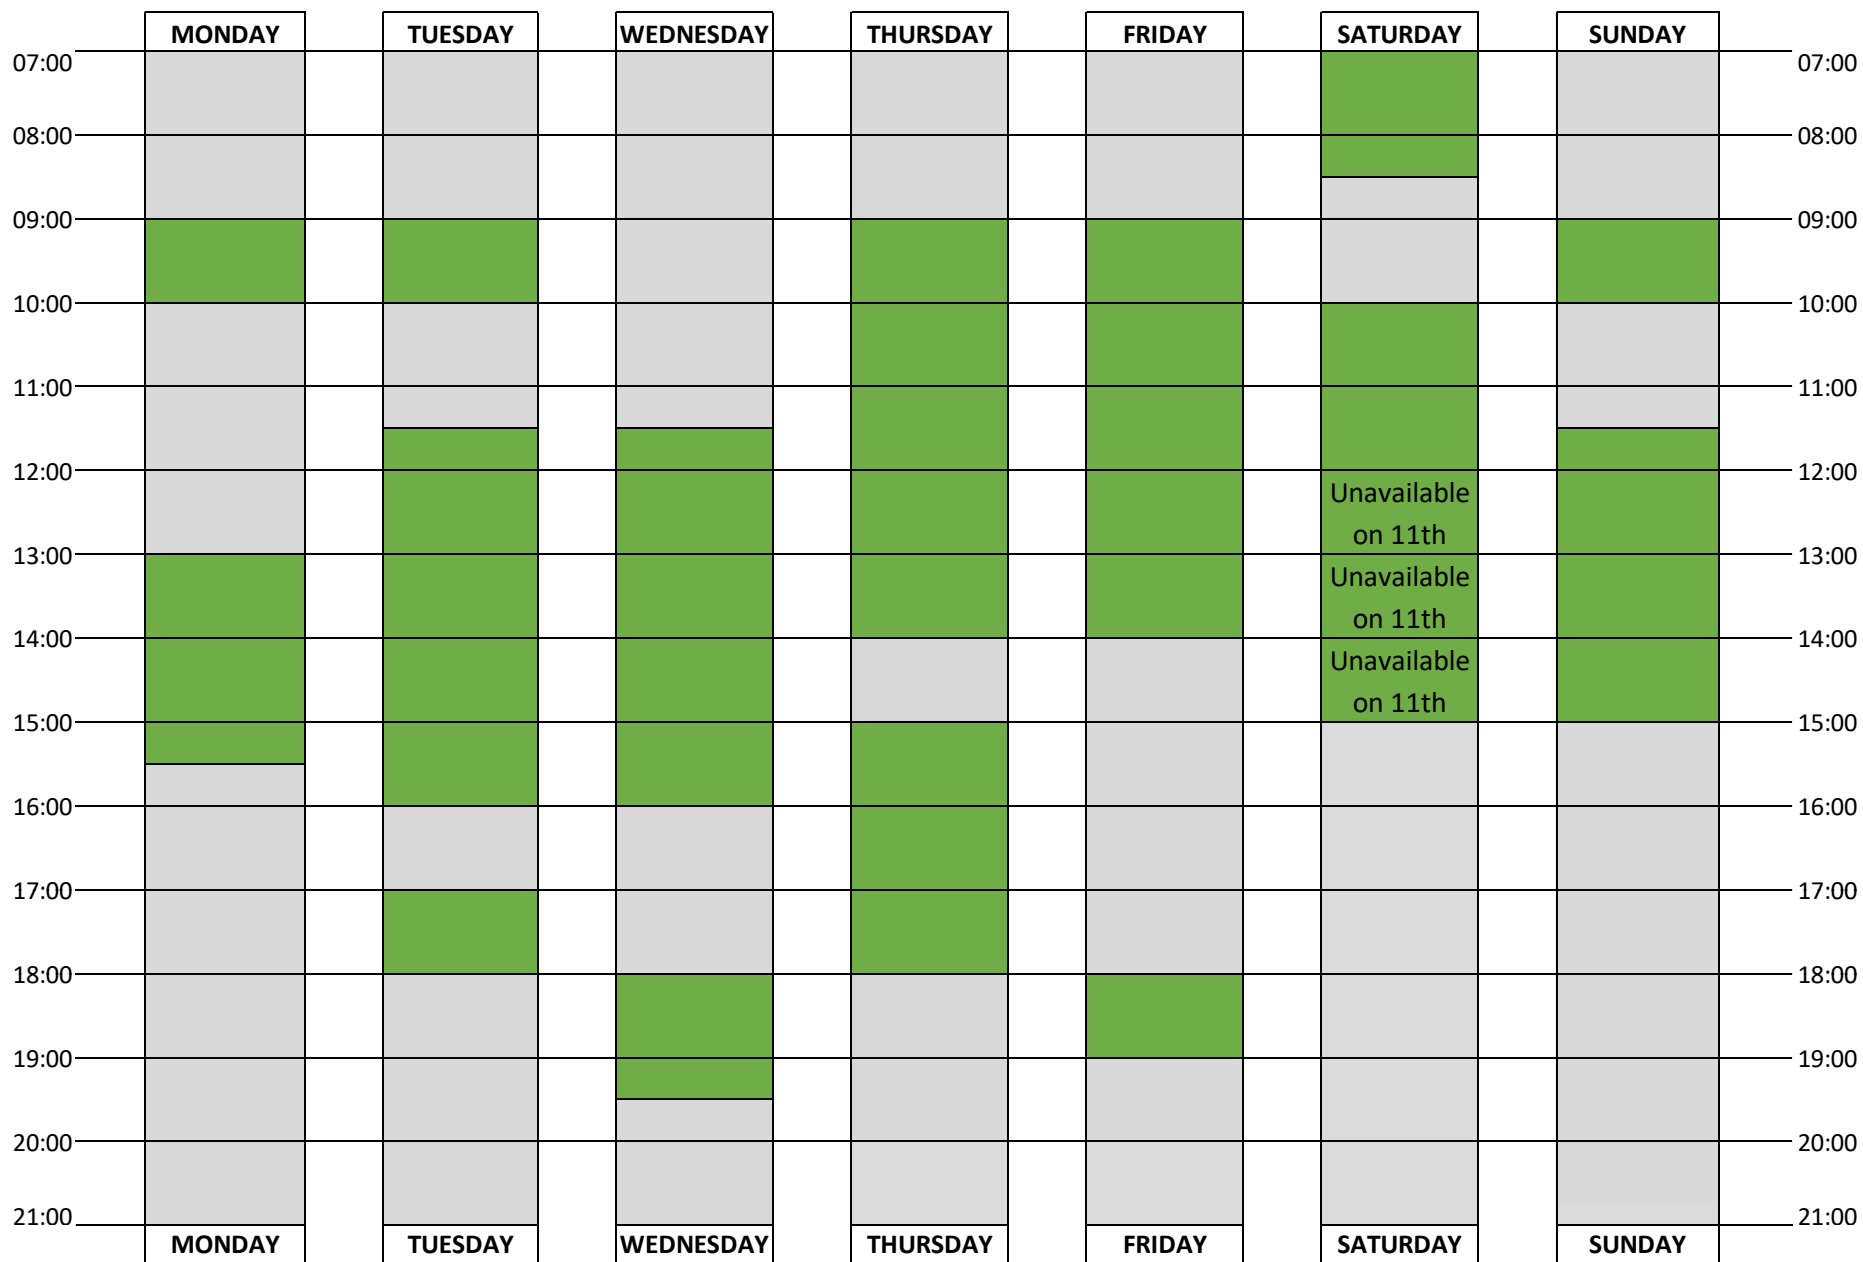 MONDAY TUESDAY WEDNESDAY THURSDAY FRIDAY SATURDAY SUNDAY
07:00 07:00
08:00 08:00
09:00 09:00
10:00 10:00
11:00 11:00
12:00 12:00
Unavailable
on 11th
13:00 13:00
Unavailable
on 11th
14:00 14:00
Unavailable
on 11th
15:00 15:00
16:00 16:00
17:00 17:00
18:00 18:00
19:00 19:00
20:00 20:00
21:00 21:00
MONDAY TUESDAY WEDNESDAY THURSDAY FRIDAY SATURDAY SUNDAY